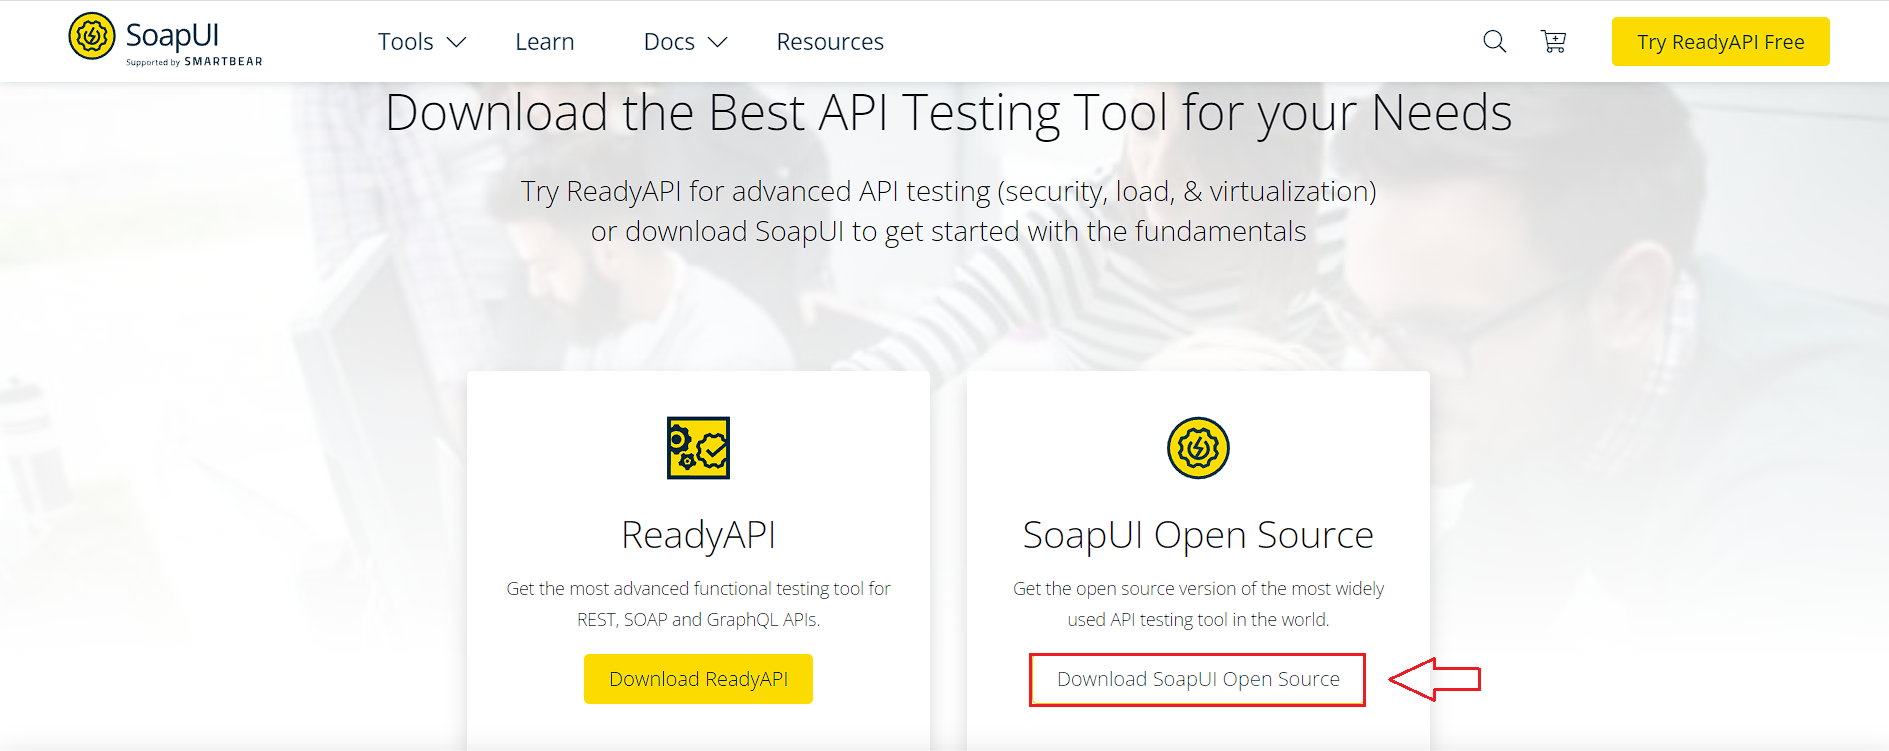 SoapUI
Supported by SMARTBEAR
Tools
Learn
Docs
Resources
Try ReadyAPI Free
Download the Best API Testing Tool for your Needs
Try ReadyAPI for advanced API testing (security, load, & virtualization)
or download SoapUI to get started with the fundamentals
ReadyAPI
Get the most advanced functional testing tool for
REST, SOAP and GraphQL APIs.
Download ReadyAPI
SoapUI Open Source
Get the open source version of the most widely
used API testing tool in the world.
Download SoapUI Open Source